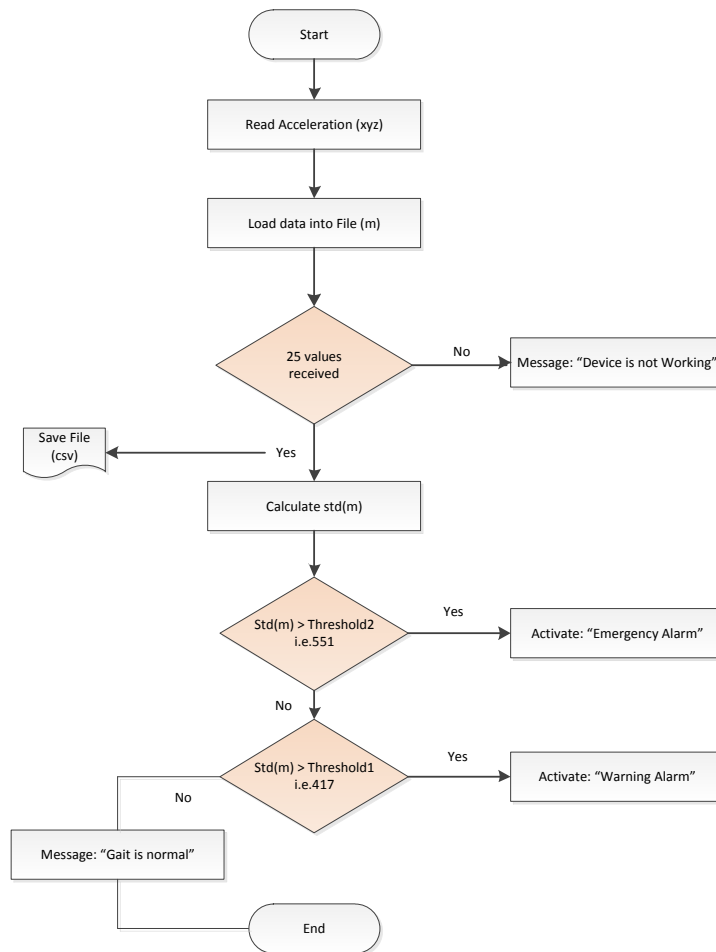 Start
Read Acceleration (xyz)
Load data into File (m)
25 values
received
No
Message: “Device is not Working”
Save File
(csv)
Yes
Calculate std(m)
Std(m) > Threshold2
i.e.551
Yes
Activate: “Emergency Alarm”
No
Std(m) > Threshold1
i.e.417
Yes
Activate: “Warning Alarm”
No
Message: “Gait is normal”
End